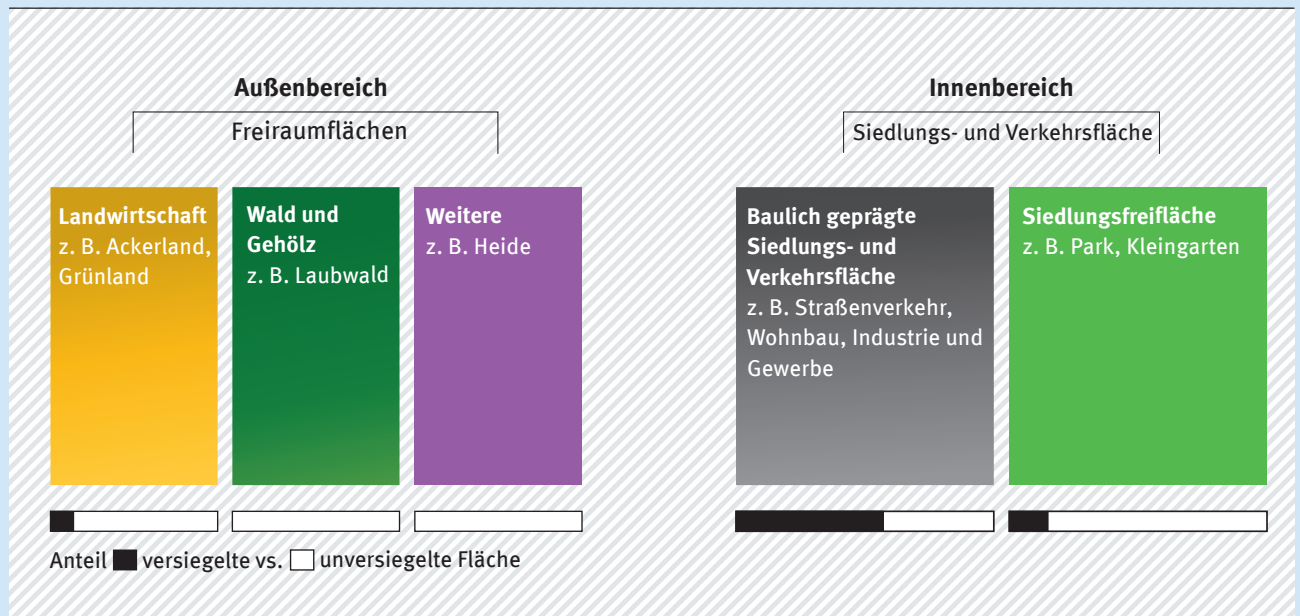 Außenbereich
Freiraumflächen
Landwirtschaft
z. B. Ackerland,
Grünland
Wald und
Gehölz
z. B. Laubwald
Weitere
z. B. Heide
Innenbereich
Siedlungs- und Verkehrsfläche
Baulich geprägte
Siedlungs- und
Verkehrsfläche
z. B. Straßenverkehr,
Wohnbau, Industrie und
Gewerbe
Siedlungsfreifläche
z. B. Park, Kleingarten
Anteil versiegelte vs. unversiegelte Fläche